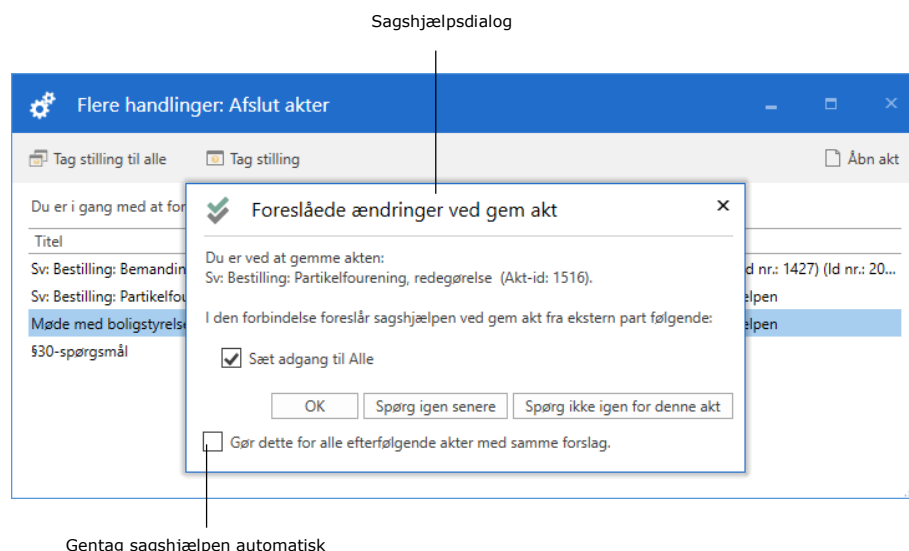 Sagshjælpsdialog
Flere handlinger: Afslut akter
Tag stilling til alle
Tag stilling
Åbn akt
Du er i gang med at for
Titel
Sv: Bestilling: Bemandin
d nr.: 1427) (Id nr.: 20...
Sv: Bestilling: Partikelfou
elpen
Møde med boligstyrelse
elpen
§30-spørgsmål
Foreslåede ændringer ved gem akt
Du er ved at gemme akten:
Sv: Bestilling: Partikelfourening, redegørelse (Akt-id: 1516).
I den forbindelse foreslår sagshjælpen ved gem akt fra ekstern part følgende:
Sæt adgang til Alle
OK
Spørg igen senere
Spørg ikke igen for denne akt
Gør dette for alle efterfølgende akter med samme forslag.
Gentag sagshjælpen automatisk